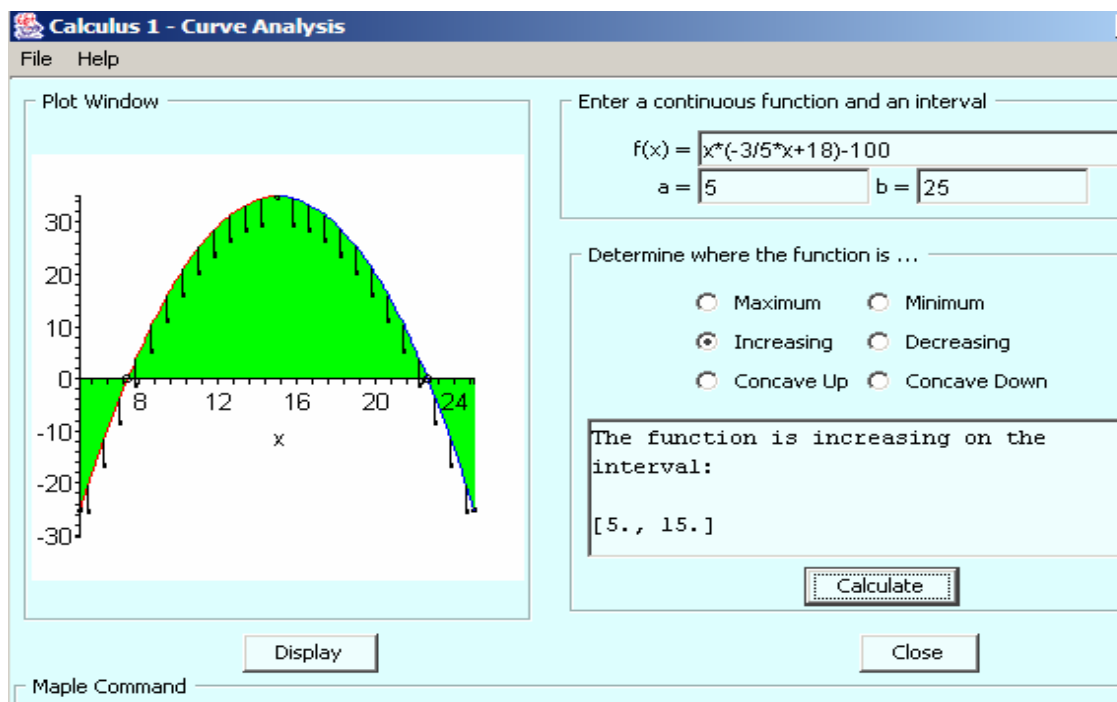 Calculus 1 - Curve Analysis
File Help
Plot Window
30
20
10
0
-10
-20
-30
8 12 16 20 24
x
Enter a continuous function and an interval
f(x) = x*(-3/5*x+18)-100
a = 5 b = 25
Determine where the function is ...
Maximum Minimum
Increasing Decreasing
Concave Up Concave Down
The function is increasing on the
interval:
[5., 15.]
Calculate
Display Close
Maple Command